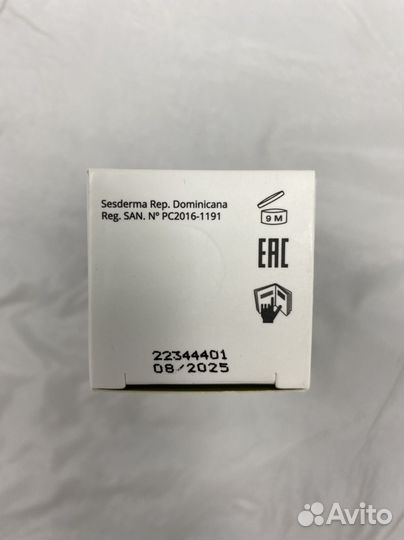 Sesderma Rep. Dominicana
Reg. SAN. Nº PC2016-1191
9 M
EAC
22344401
08/2025
Avito